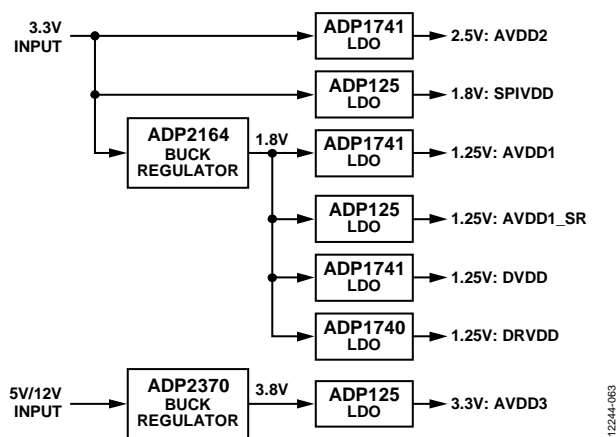 3.3V
INPUT
ADP1741
LDO
2.5V: AVDD2
ADP125
LDO
1.8V: SPIVDD
ADP2164
BUCK
REGULATOR
1.8V
ADP1741
LDO
1.25V: AVDD1
ADP125
LDO
1.25V: AVDD1_SR
ADP1741
LDO
1.25V: DVDD
ADP1740
LDO
1.25V: DRVDD
5V/12V
INPUT
ADP2370
BUCK
REGULATOR
3.8V
ADP125
LDO
3.3V: AVDD3
12244-063